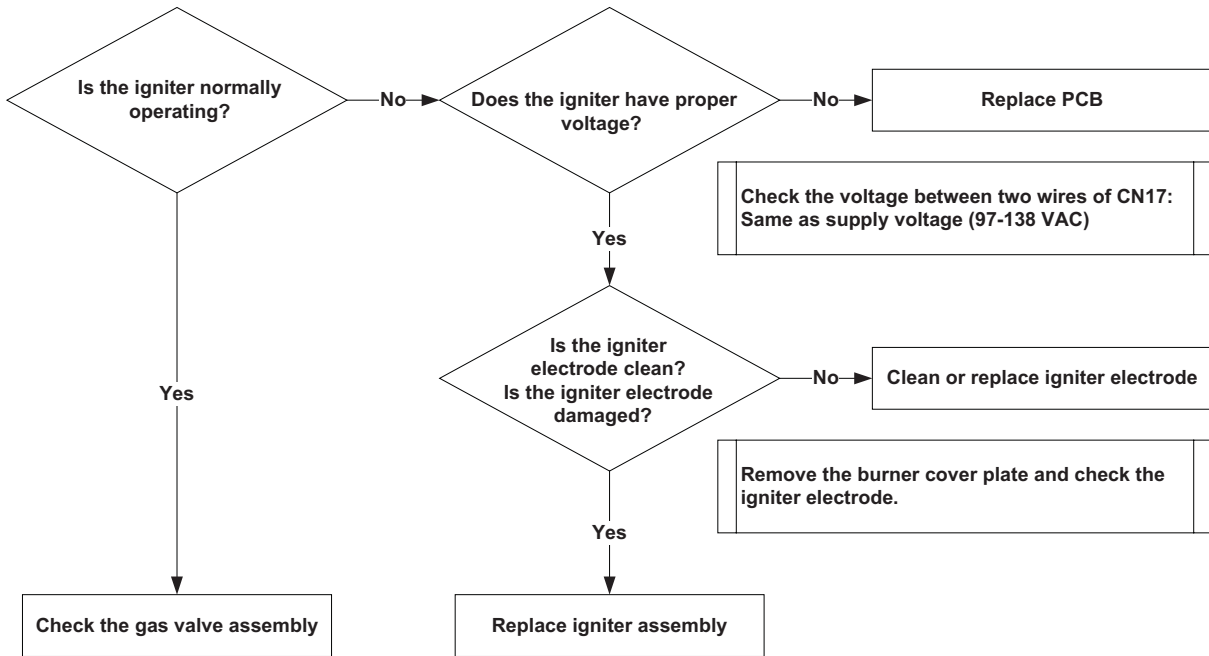 Is the igniter normally
operating?
No
Does the igniter have proper
voltage?
No
Replace PCB
Check the voltage between two wires of CN17:
Same as supply voltage (97-138 VAC)
Yes
Is the igniter
electrode clean?
Is the igniter electrode
damaged?
No
Clean or replace igniter electrode
Yes
Remove the burner cover plate and check the
igniter electrode.
Yes
Check the gas valve assembly
Replace igniter assembly